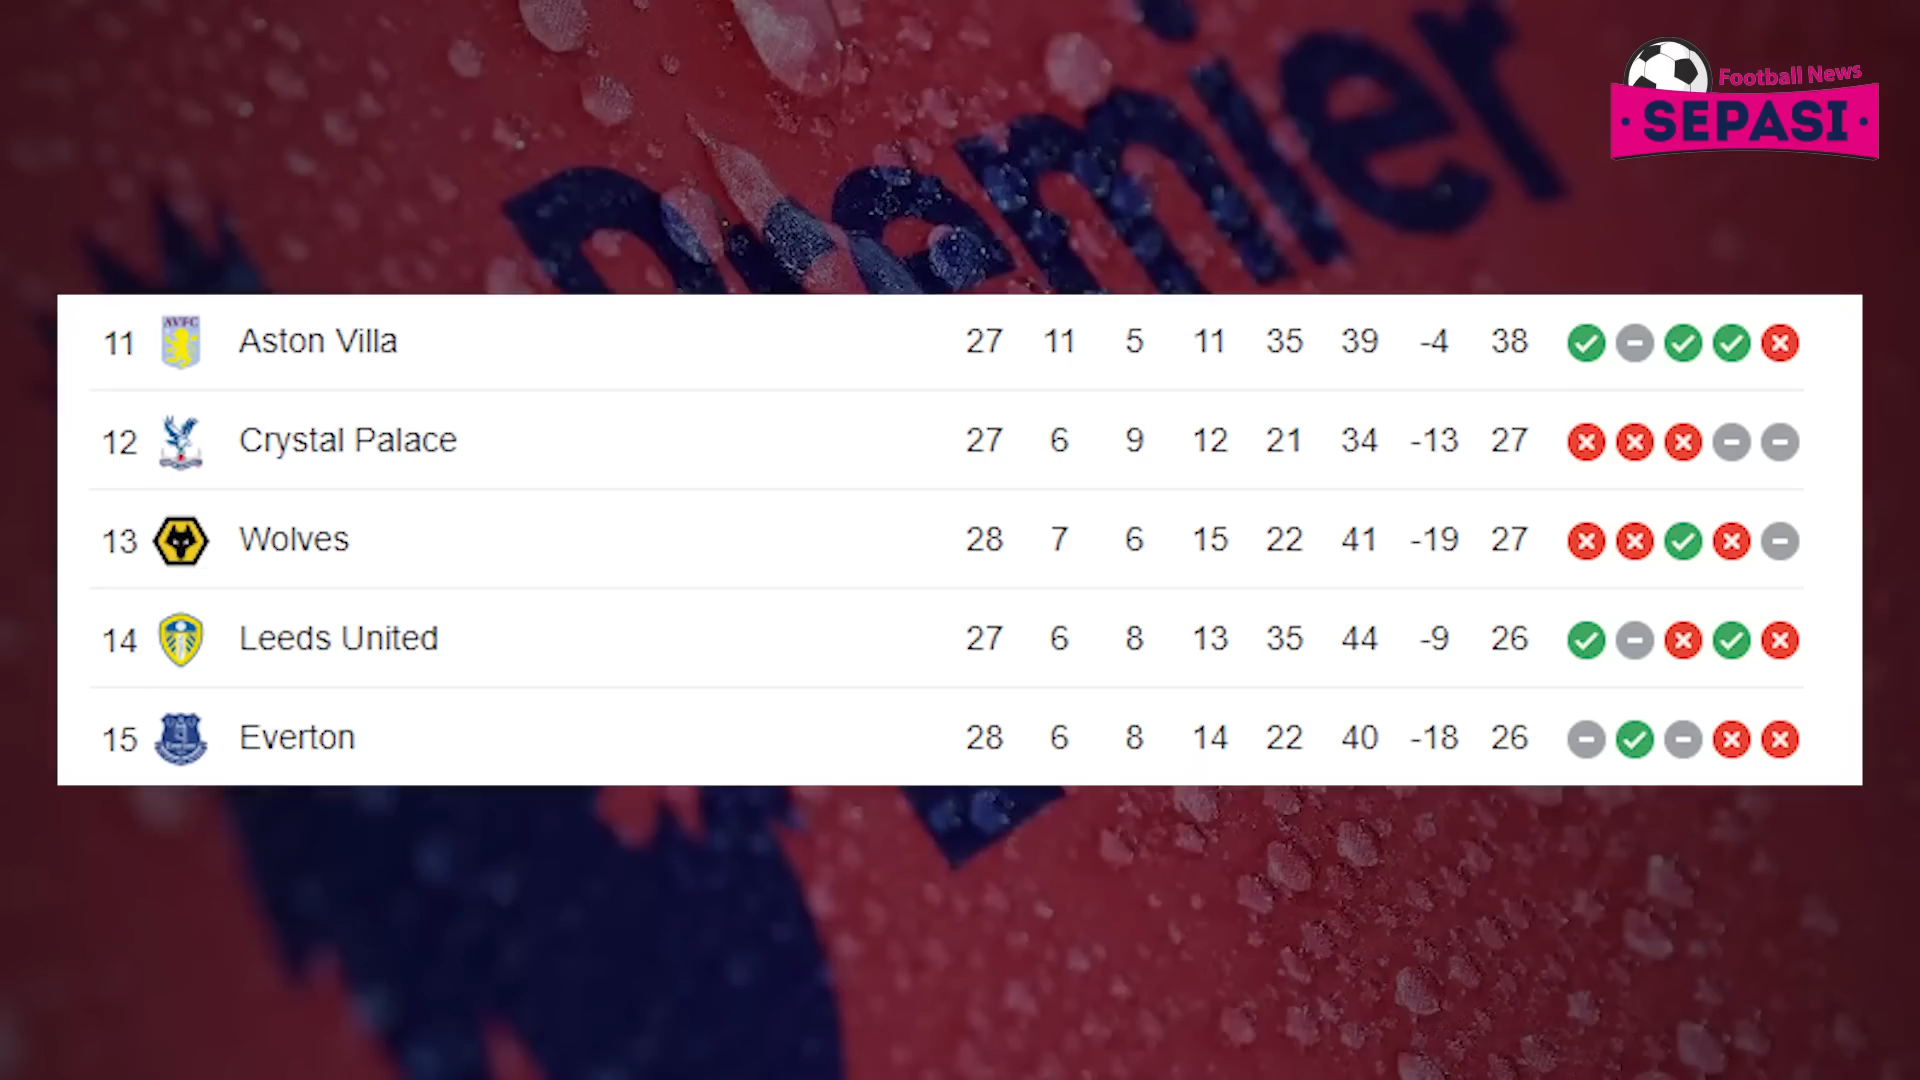 Premier
Football News
SEPASI
11 AVFC Aston Villa 27 11 5 11 35 39 -4 38
12 Crystal Palace 27 6 9 12 21 34 -13 27
13 Wolves 28 7 6 15 22 41 -19 27
14 Leeds United 27 6 8 13 35 44 -9 26
15 Everton 28 6 8 14 22 40 -18 26